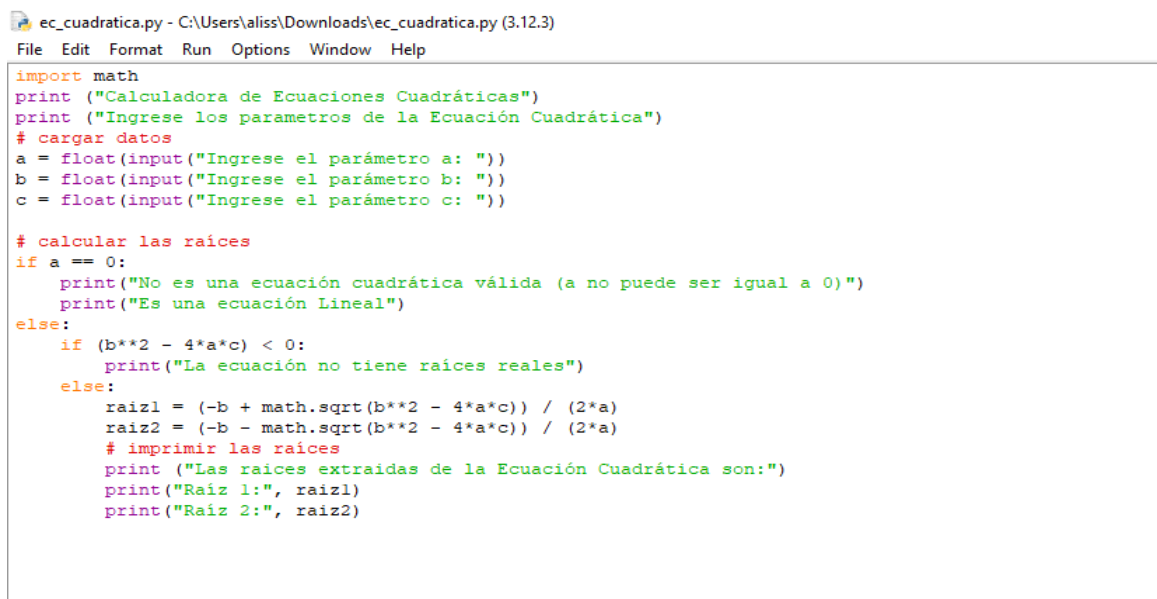 ec_cuadratica.py - C:\Users\aliss\Downloads\ec_cuadratica.py (3.12.3)
File Edit Format Run Options Window Help
import math
print ("Calculadora de Ecuaciones Cuadráticas")
print ("Ingrese los parametros de la Ecuación Cuadrática")
# cargar datos
a = float(input("Ingrese el parámetro a: "))
b = float(input("Ingrese el parámetro b: "))
c = float(input("Ingrese el parámetro c: "))

# calcular las raíces
if a == 0:
    print("No es una ecuación cuadrática válida (a no puede ser igual a 0)")
    print("Es una ecuación Lineal")
else:
    if (b**2 - 4*a*c) < 0:
        print("La ecuación no tiene raíces reales")
    else:
        raiz1 = (-b + math.sqrt(b**2 - 4*a*c)) / (2*a)
        raiz2 = (-b - math.sqrt(b**2 - 4*a*c)) / (2*a)
        # imprimir las raíces
        print ("Las raices extraidas de la Ecuación Cuadrática son:")
        print("Raíz 1:", raiz1)
        print("Raíz 2:", raiz2)